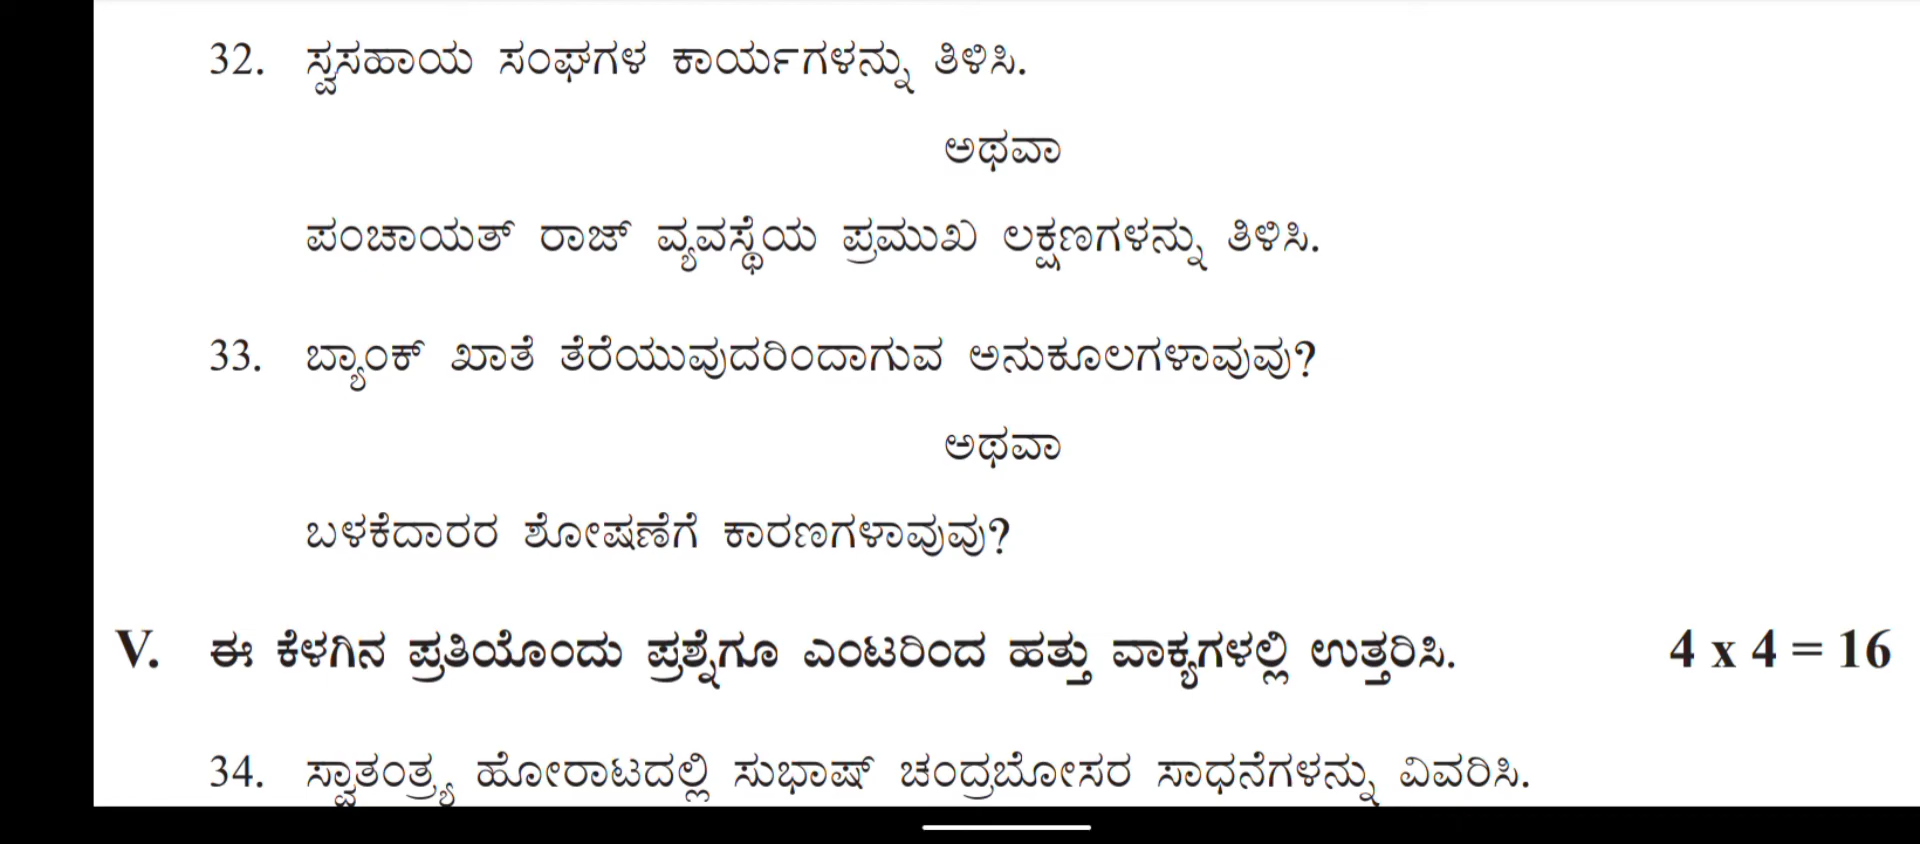 32. ಸ್ವಸಹಾಯ ಸಂಘಗಳ ಕಾರ್ಯಗಳನ್ನು ತಿಳಿಸಿ.
ಅಥವಾ
ಪಂಚಾಯತ್ ರಾಜ್ ವ್ಯವಸ್ಥೆಯ ಪ್ರಮುಖ ಲಕ್ಷಣಗಳನ್ನು ತಿಳಿಸಿ.
33. ಬ್ಯಾಂಕ್ ಖಾತೆ ತೆರೆಯುವುದರಿಂದಾಗುವ ಅನುಕೂಲಗಳಾವುವು?
ಅಥವಾ
ಬಳಕೆದಾರರ ಶೋಷಣೆಗೆ ಕಾರಣಗಳಾವುವು?
V. ಈ ಕೆಳಗಿನ ಪ್ರತಿಯೊಂದು ಪ್ರಶ್ನೆಗೂ ಎಂಟರಿಂದ ಹತ್ತು ವಾಕ್ಯಗಳಲ್ಲಿ ಉತ್ತರಿಸಿ. 4 x 4 = 16
34. ಸ್ವಾತಂತ್ರ್ಯ ಹೋರಾಟದಲ್ಲಿ ಸುಭಾಷ್ ಚಂದ್ರಬೋಸರ ಸಾಧನೆಗಳನ್ನು ವಿವರಿಸಿ.